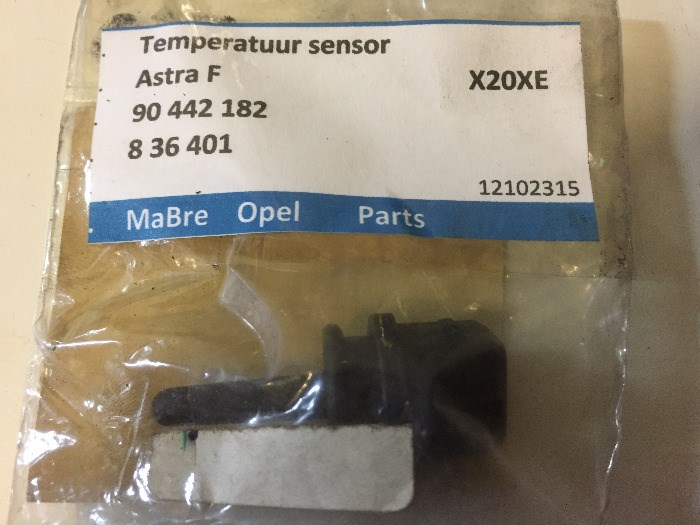 Temperatuur sensor
Astra F
X20XE
90 442 182
8 36 401
12102315
MaBre Opel Parts